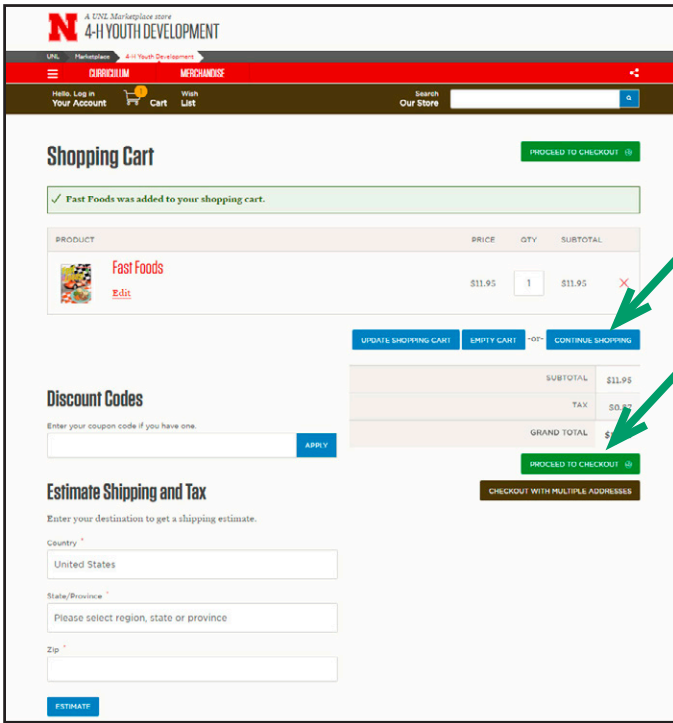 N
A UNL Marketplace store
4-H YOUTH DEVELOPMENT
UNL Marketplace 4-H Youth Development
CURRICULUM MERCHANDISE
Hello, Log in
Your Account
1
Cart
Wish
List
Search
Our Store
Shopping Cart
PROCEED TO CHECKOUT
Fast Foods was added to your shopping cart.
PRODUCT PRICE QTY SUBTOTAL
Fast Foods
Edit
$11.95 1 $11.95
UPDATE SHOPPING CART EMPTY CART -or- CONTINUE SHOPPING
SUBTOTAL $11.95
TAX
GRAND TOTAL
PROCEED TO CHECKOUT
CHECKOUT WITH MULTIPLE ADDRESSES
Discount Codes
Enter your coupon code if you have one.
APPLY
Estimate Shipping and Tax
Enter your destination to get a shipping estimate.
Country *
United States
State/Province *
Please select region, state or province
Zip *
ESTIMATE